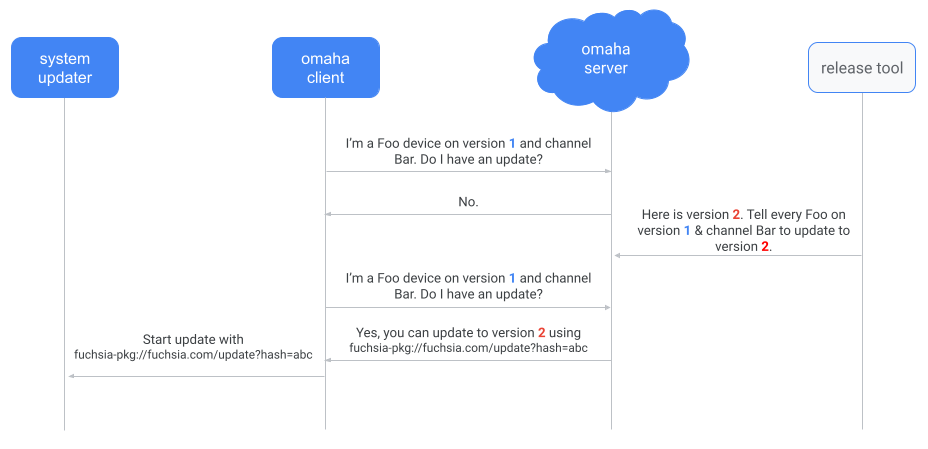 system
updater
omaha
client
omaha
server
release tool
I'm a Foo device on version 1 and channel
Bar. Do I have an update?
No.
Here is version 2. Tell every Foo on
version 1 & channel Bar to update to
version 2.
I'm a Foo device on version 1 and channel
Bar. Do I have an update?
Yes, you can update to version 2 using
fuchsia-pkg://fuchsia.com/update?hash=abc
Start update with
fuchsia-pkg://fuchsia.com/update?hash=abc